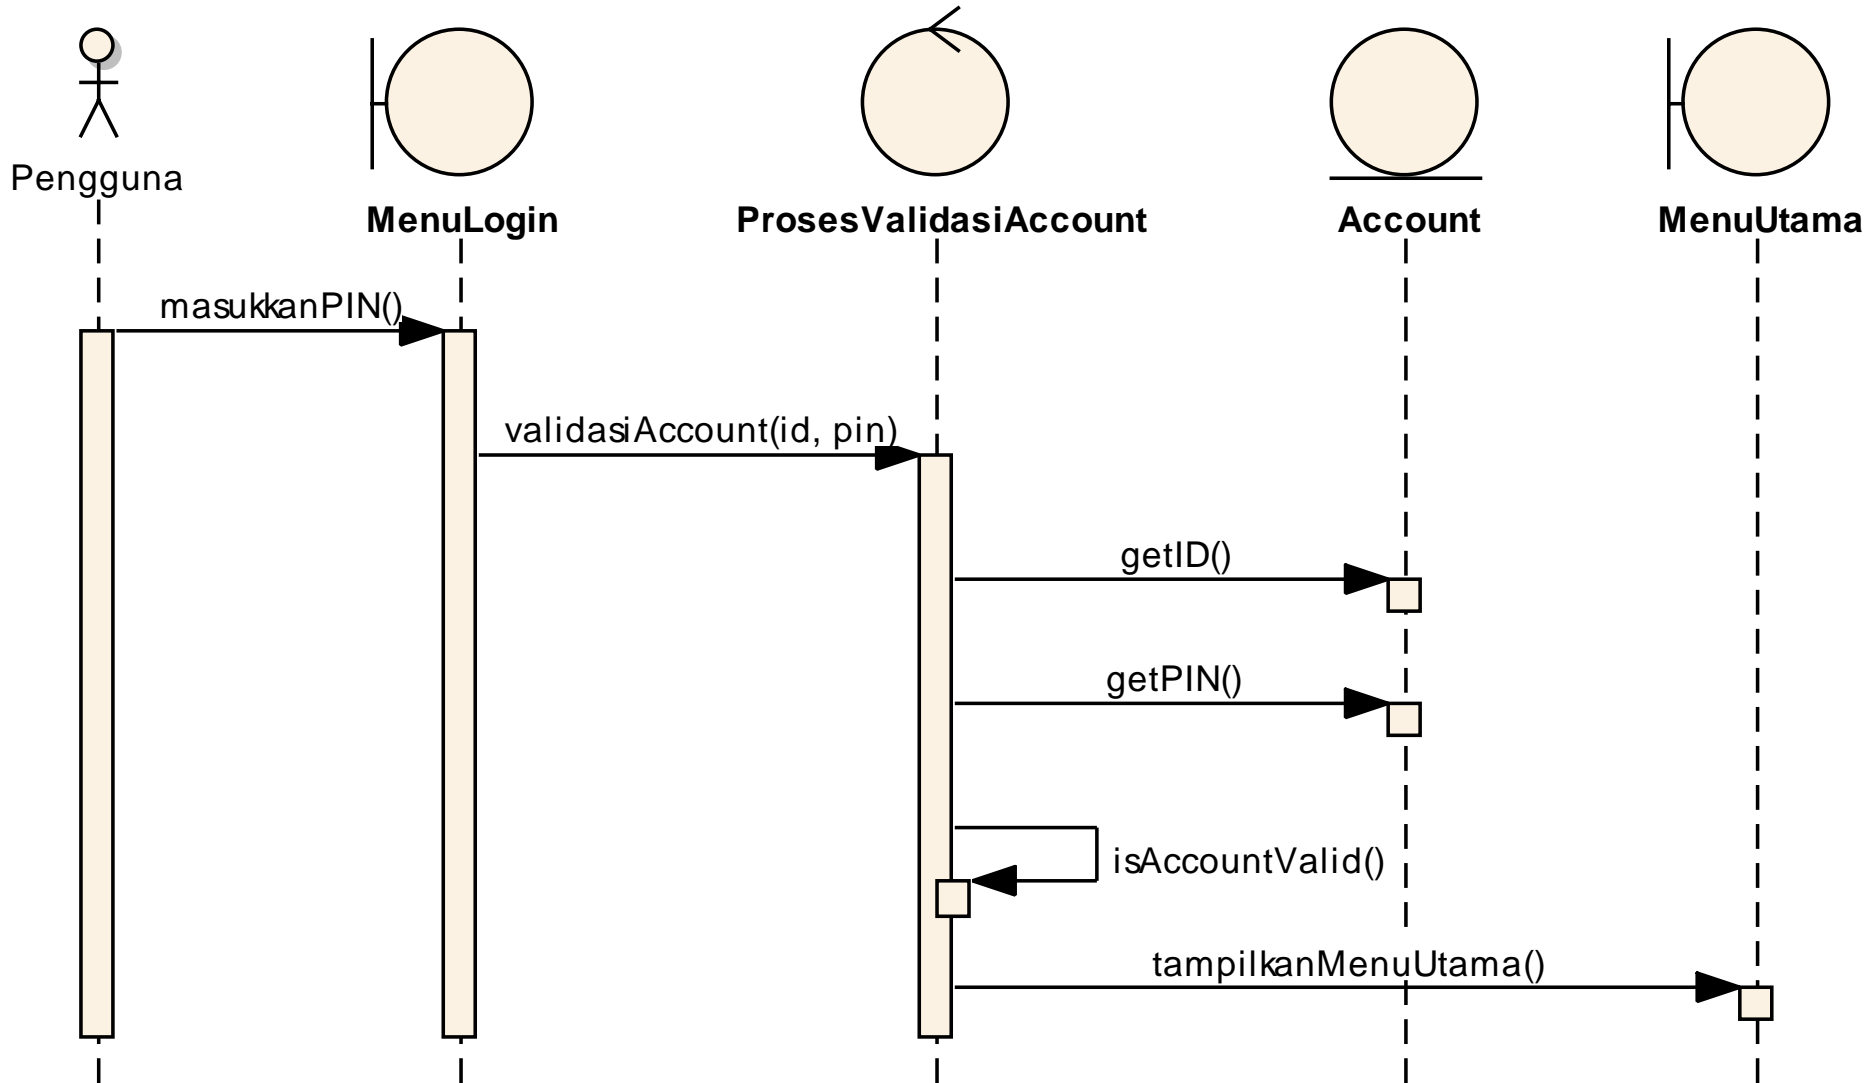 Pengguna
MenuLogin
ProsesValidasiAccount
Account
MenuUtama
masukkanPIN()
validasiAccount(id, pin)
getID()
getPIN()
isAccountValid()
tampilkanMenuUtama()